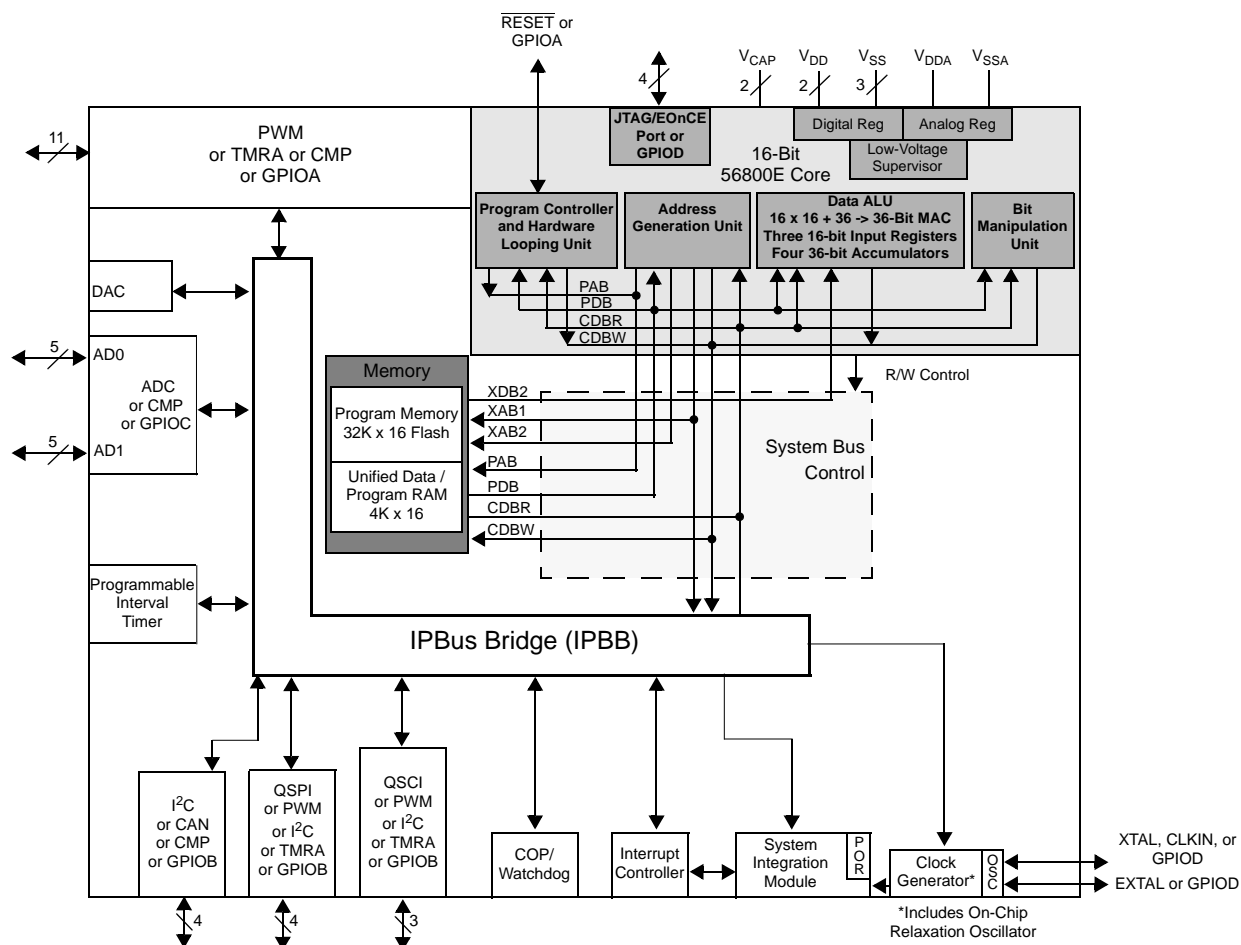 RESET or
GPIOA
4
V_CAP
2
V_DD
2
V_SS
3
V_DDA
V_SSA
11
PWM
or TMRA or CMP
or GPIOA
JTAG/EOnCE
Port or
GPIOD
Digital Reg
Analog Reg
Low-Voltage
Supervisor
16-Bit
56800E Core
Program Controller
and Hardware
Looping Unit
Address
Generation Unit
Data ALU
16 x 16 + 36 -> 36-Bit MAC
Three 16-bit Input Registers
Four 36-bit Accumulators
Bit
Manipulation
Unit
PAB
PDB
CDBR
CDBW
DAC
5
AD0
ADC
or CMP
or GPIOC
5
AD1
Memory
Program Memory
32K x 16 Flash
Unified Data /
Program RAM
4K x 16
XDB2
XAB1
XAB2
PAB
PDB
CDBR
CDBW
R/W Control
System Bus
Control
Programmable
Interval
Timer
IPBus Bridge (IPBB)
I²C
or CAN
or CMP
or GPIOB
4
QSPI
or PWM
or I²C
or TMRA
or GPIOB
4
QSCI
or PWM
or I²C
or TMRA
or GPIOB
3
COP/
Watchdog
Interrupt
Controller
System
Integration
Module
POR
Clock
Generator*
OSC
XTAL, CLKIN, or
GPIOD
EXTAL or GPIOD
*Includes On-Chip
Relaxation Oscillator